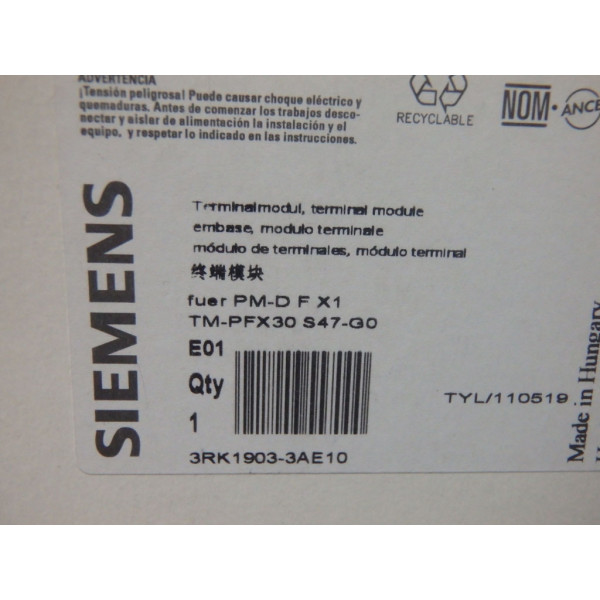 ADVERTENCIA
¡Tensión peligrosa! Puede causar choque eléctrico y
quemaduras. Antes de comenzar los trabajos desco-
nectar y aislar de alimentación la instalación y el
equipo, y respetar lo indicado en las instrucciones.
RECYCLABLE
NOM
ANCE
SIEMENS
Terminalmodul, terminal module
embase, modulo terminale
módulo de terminales, módulo terminal
终端模块
fuer PM-D F X1
TM-PFX30 S47-G0
E01
Qty
1
TYL/110519
3RK1903-3AE10
Made in Hungary